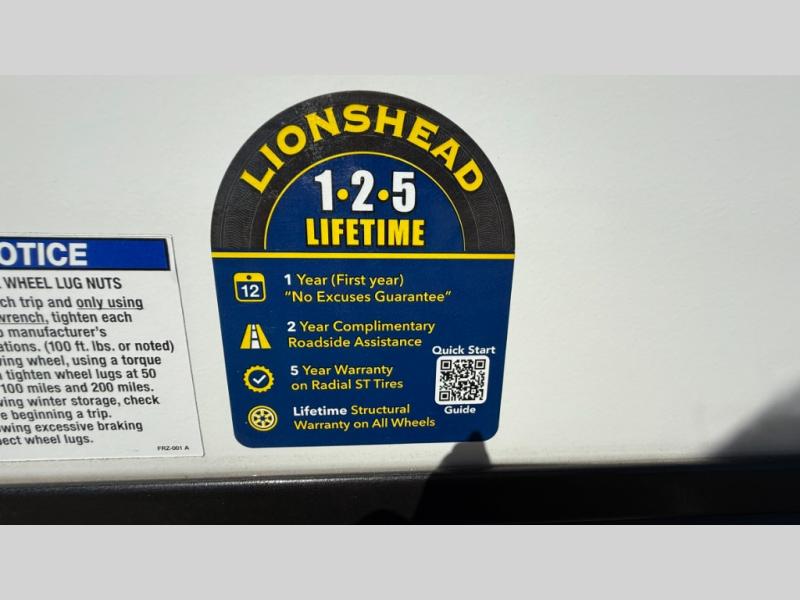 OTICE
WHEEL LUG NUTS
ch trip and only using
wrench, tighten each
manufacturer's
ations. (100 ft. lbs. or noted)
ing wheel, using a torque
tighten wheel lugs at 50
100 miles and 200 miles.
wing winter storage, check
e beginning a trip.
owing excessive braking
pect wheel lugs.
FRZ-001 A
LIONSHEAD
1•2•5
LIFETIME
12
1 Year (First year)
"No Excuses Guarantee"
2 Year Complimentary
Roadside Assistance
5 Year Warranty
on Radial ST Tires
Lifetime Structural
Warranty on All Wheels
Quick Start
Guide